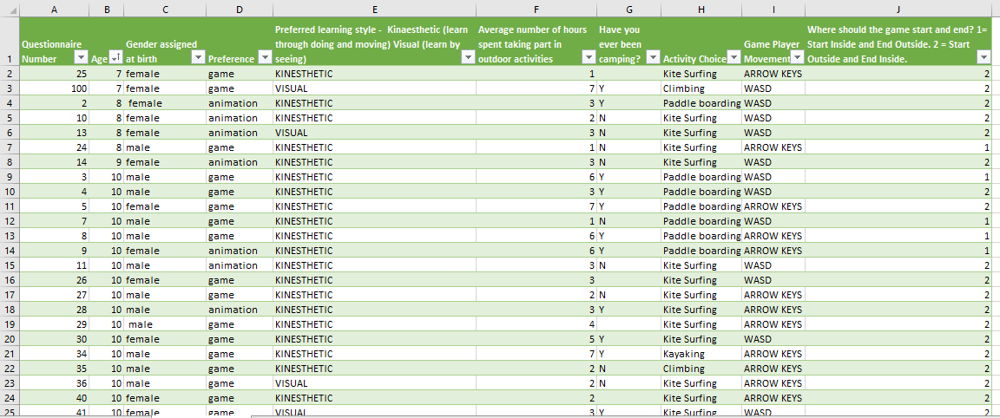 A B C D E F G H I J
1 Questionnaire Number Age Gender assigned at birth Preference Preferred learning style - Kinaesthetic (learn through doing and moving) Visual (learn by seeing) Average number of hours spent taking part in outdoor activities Have you ever been camping? Activity Choice Game Player Movement Where should the game start and end? 1= Start Inside and End Outside. 2 = Start Outside and End Inside.
2 25 7 female game KINESTHETIC 1 Kite Surfing ARROW KEYS 2
3 100 7 female game VISUAL 7 Y Climbing WASD 2
4 2 8 female animation KINESTHETIC 3 Y Paddle boarding WASD 2
5 10 8 female animation KINESTHETIC 2 N Kite Surfing WASD 2
6 13 8 female animation VISUAL 3 N Kite Surfing WASD 2
7 24 8 male game KINESTHETIC 1 N Kite Surfing ARROW KEYS 1
8 14 9 female animation KINESTHETIC 3 N Kite Surfing WASD 2
9 3 10 male game KINESTHETIC 6 Y Paddle boarding WASD 1
10 4 10 male game KINESTHETIC 3 Y Paddle boarding WASD 2
11 5 10 female game KINESTHETIC 7 Y Paddle boarding ARROW KEYS 2
12 7 10 male game KINESTHETIC 1 N Paddle boarding WASD 1
13 8 10 male game KINESTHETIC 6 Y Paddle boarding ARROW KEYS 1
14 9 10 female animation KINESTHETIC 6 Y Paddle boarding ARROW KEYS 1
15 11 10 male animation KINESTHETIC 3 N Kite Surfing WASD 2
16 26 10 female game KINESTHETIC 3 Kite Surfing WASD 2
17 27 10 male game KINESTHETIC 2 N Kite Surfing ARROW KEYS 2
18 28 10 male animation KINESTHETIC 3 Y Kite Surfing ARROW KEYS 2
19 29 10 male game KINESTHETIC 4 Kite Surfing ARROW KEYS 2
20 30 10 female game KINESTHETIC 5 Y Kite Surfing WASD 2
21 34 10 male game KINESTHETIC 7 Y Kayaking ARROW KEYS 2
22 35 10 male game KINESTHETIC 2 N Climbing ARROW KEYS 2
23 36 10 male game VISUAL 2 N Kite Surfing ARROW KEYS 2
24 40 10 female game KINESTHETIC 2 Kite Surfing ARROW KEYS 2
25 41 10 female game VISUAL 3 Y Kite Surfing WASD 2